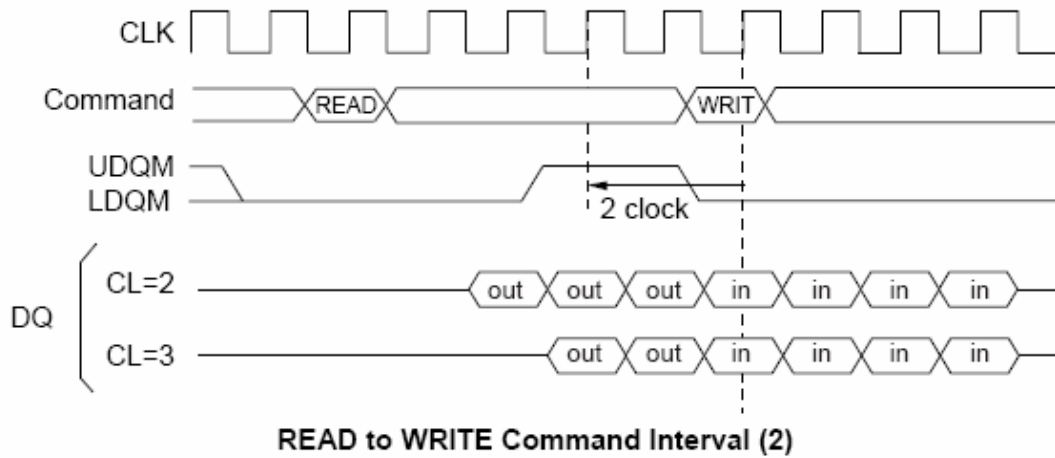 CLK
Command READ WRIT
UDQM
LDQM
2 clock
DQ
CL=2 out out out in in in in
CL=3 out out in in in in
READ to WRITE Command Interval (2)